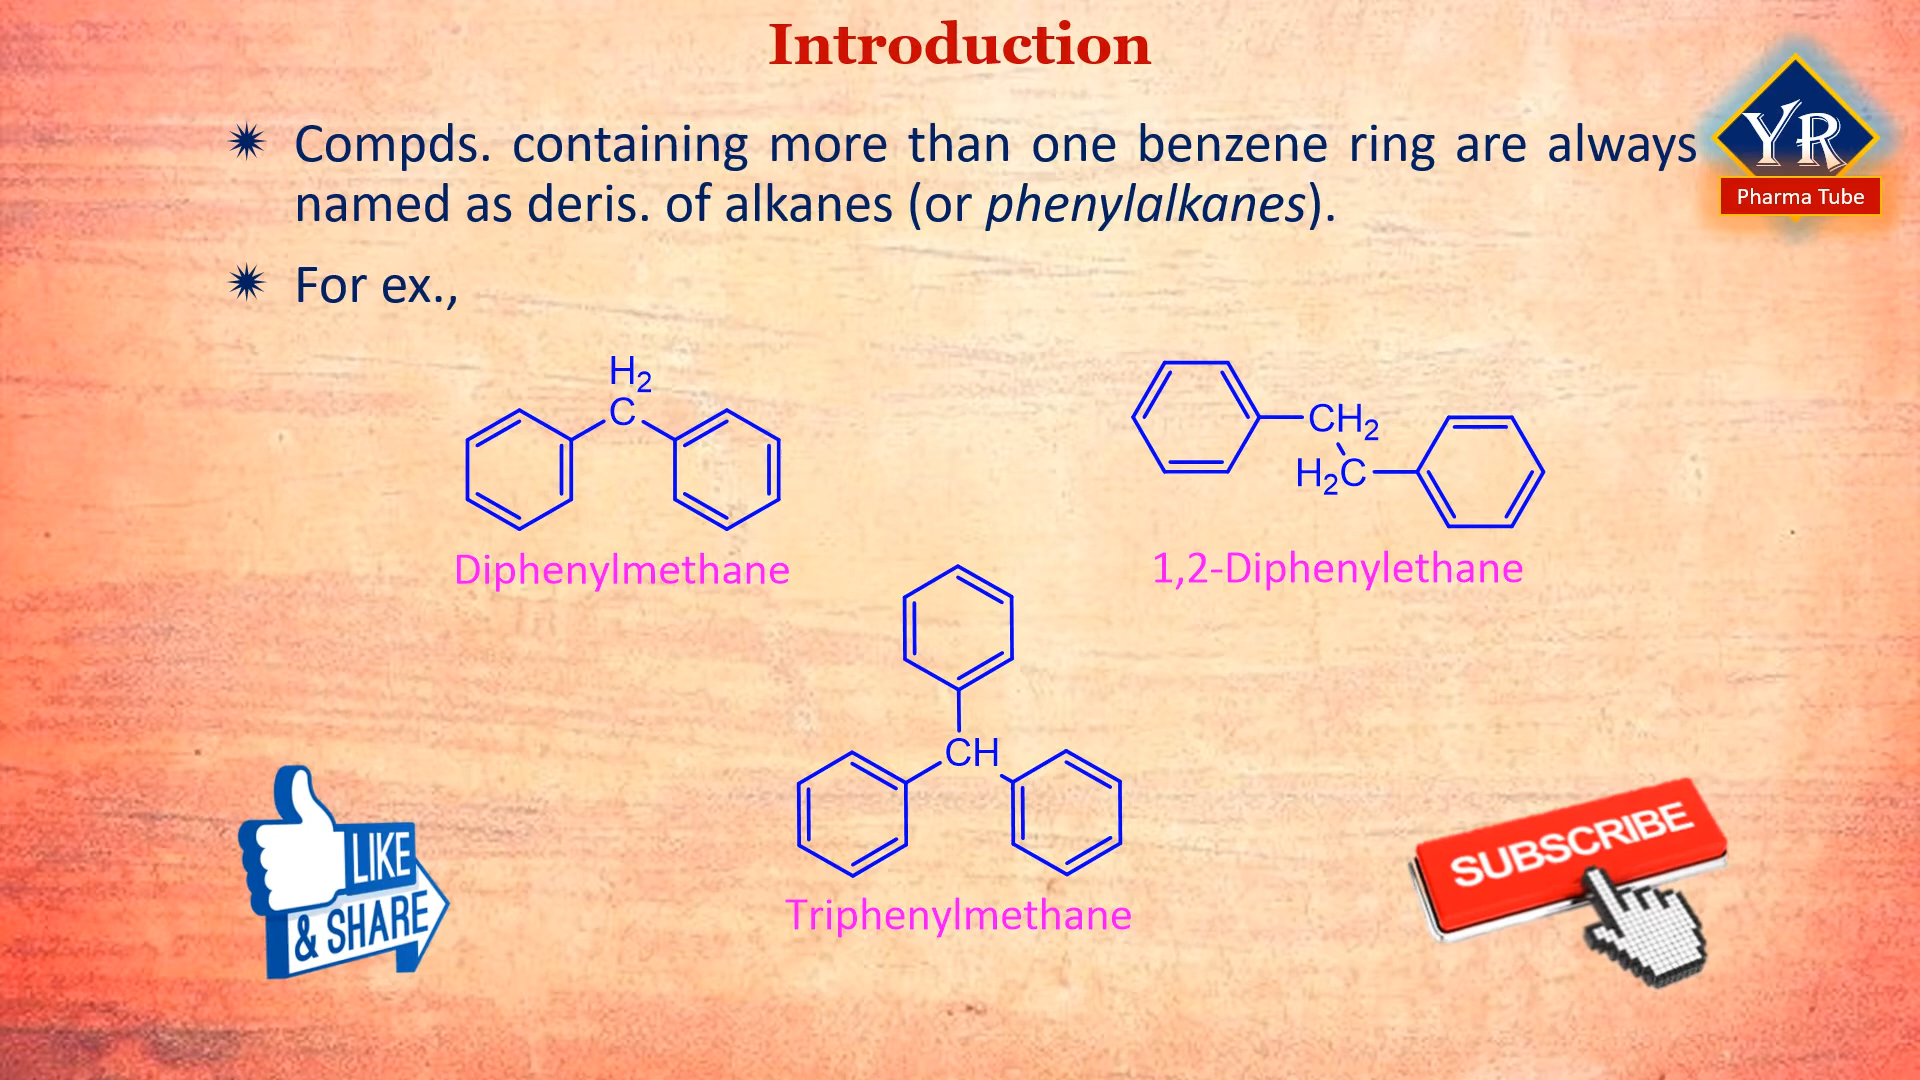 Introduction
Compds. containing more than one benzene ring are always
named as deris. of alkanes (or phenylalkanes).
For ex.,
YR
Pharma Tube
H2
C
Diphenylmethane
CH2
H2C
1,2-Diphenylethane
CH
Triphenylmethane
LIKE
& SHARE
SUBSCRIBE